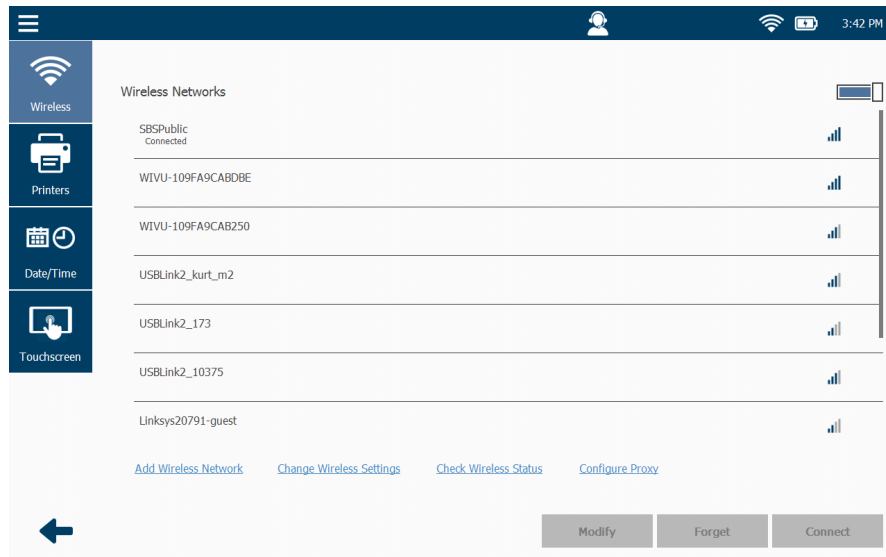 3:42 PM
Wireless
Printers
Date/Time
Touchscreen
Wireless Networks
SBSPublic
Connected
WIVU-109FA9CABDBE
WIVU-109FA9CAB250
USBLink2_kurt_m2
USBLink2_173
USBLink2_10375
Linksys20791-guest
Add Wireless Network Change Wireless Settings Check Wireless Status Configure Proxy
Modify Forget Connect